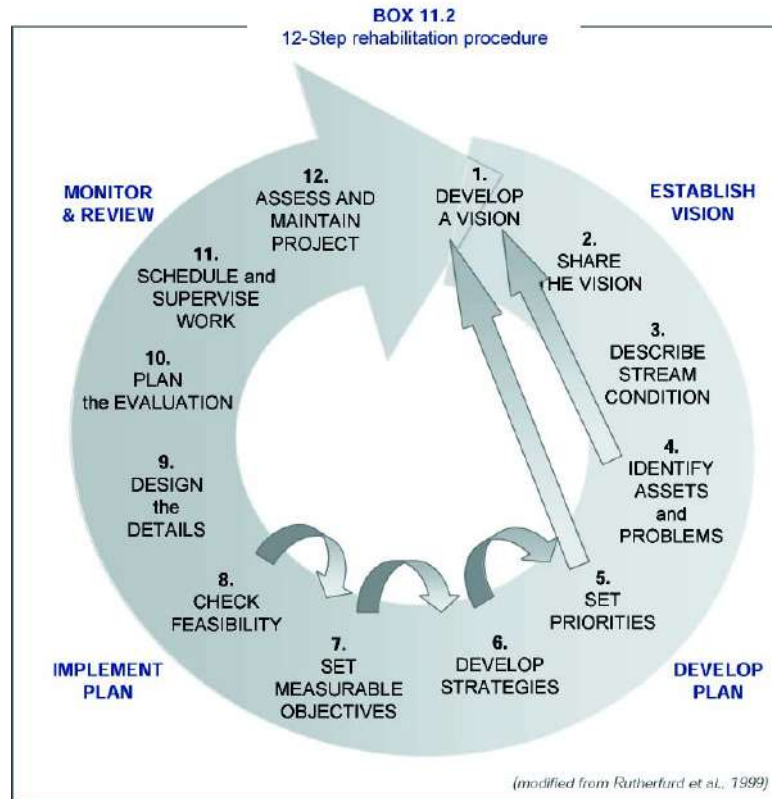 BOX 11.2
12-Step rehabilitation procedure
MONITOR
& REVIEW
ESTABLISH
VISION
1.
DEVELOP
A VISION
2.
SHARE
THE VISION
3.
DESCRIBE
STREAM
CONDITION
4.
IDENTIFY
ASSETS
and
PROBLEMS
5.
SET
PRIORITIES
6.
DEVELOP
STRATEGIES
7.
SET
MEASURABLE
OBJECTIVES
8.
CHECK
FEASIBILITY
9.
DESIGN
the
DETAILS
10.
PLAN
the EVALUATION
11.
SCHEDULE and
SUPERVISE
WORK
12.
ASSESS AND
MAINTAIN
PROJECT
IMPLEMENT
PLAN
DEVELOP
PLAN
(modified from Rutherfurd et al., 1999)